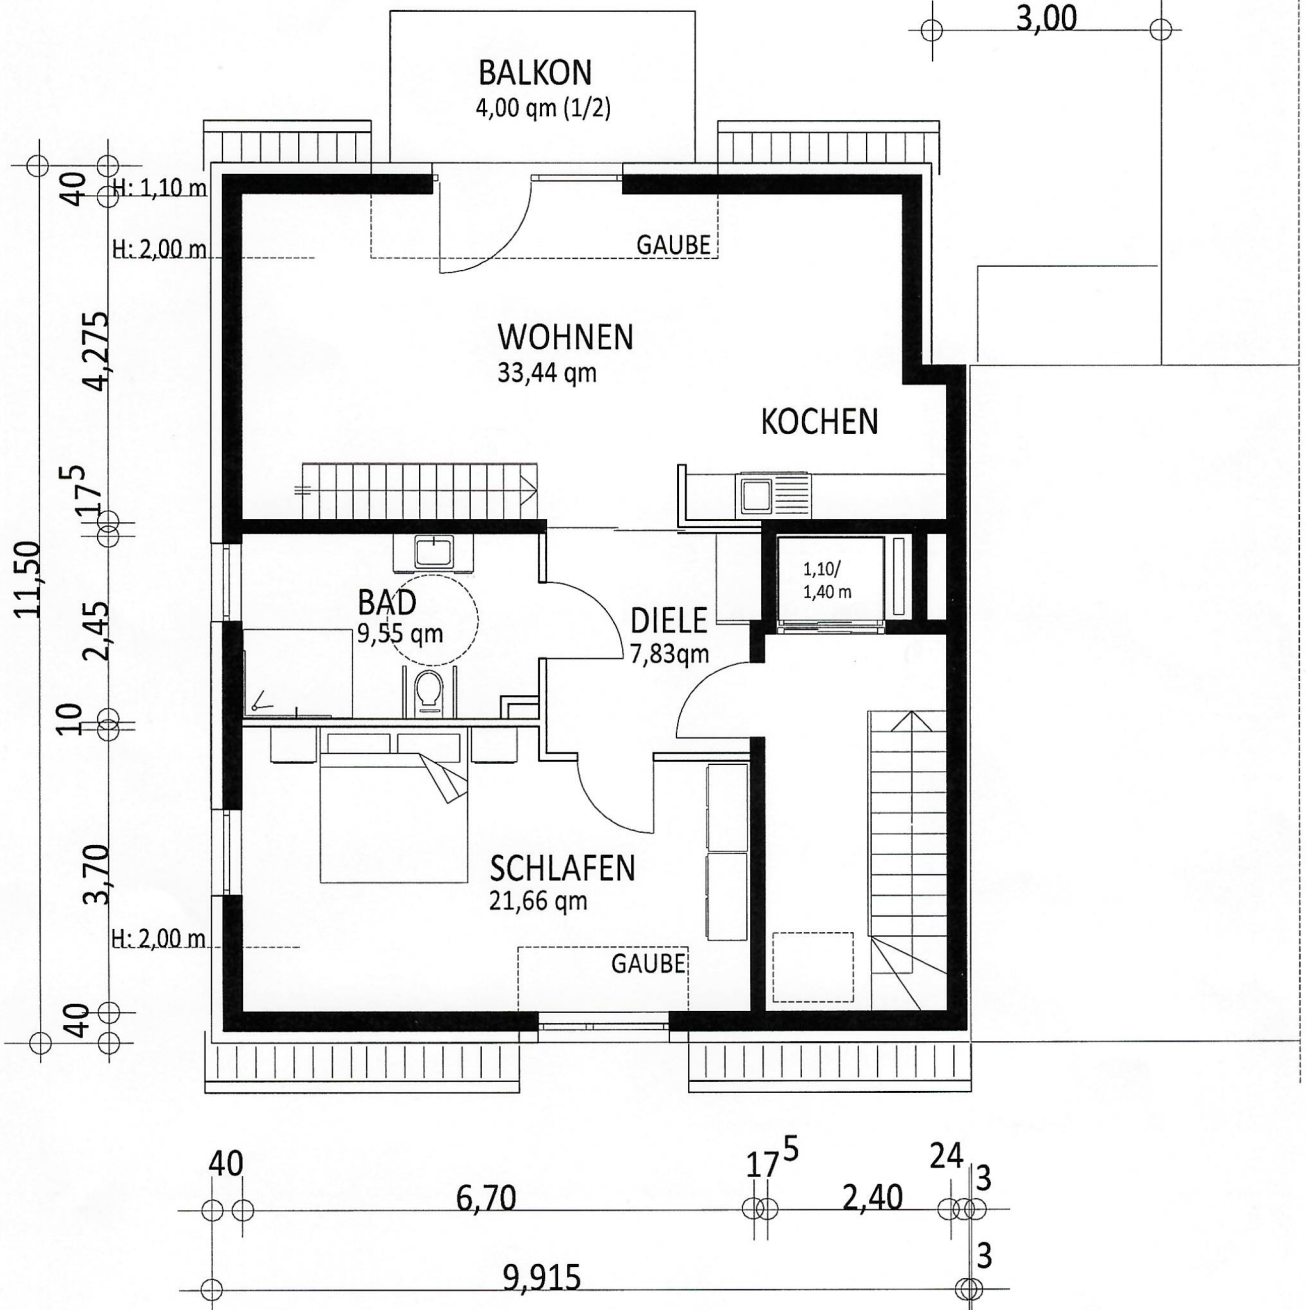 3,00
BALKON
4,00 qm (1/2)
40
H: 1,10 m
H: 2,00 m
GAUBE
4,275
WOHNEN
33,44 qm
KOCHEN
17⁵
11,50
1,10/
1,40 m
BAD
9,55 qm
DIELE
7,83qm
2,45
10
SCHLAFEN
21,66 qm
3,70
H: 2,00 m
GAUBE
40
40
6,70
17⁵
2,40
24
3
9,915
3